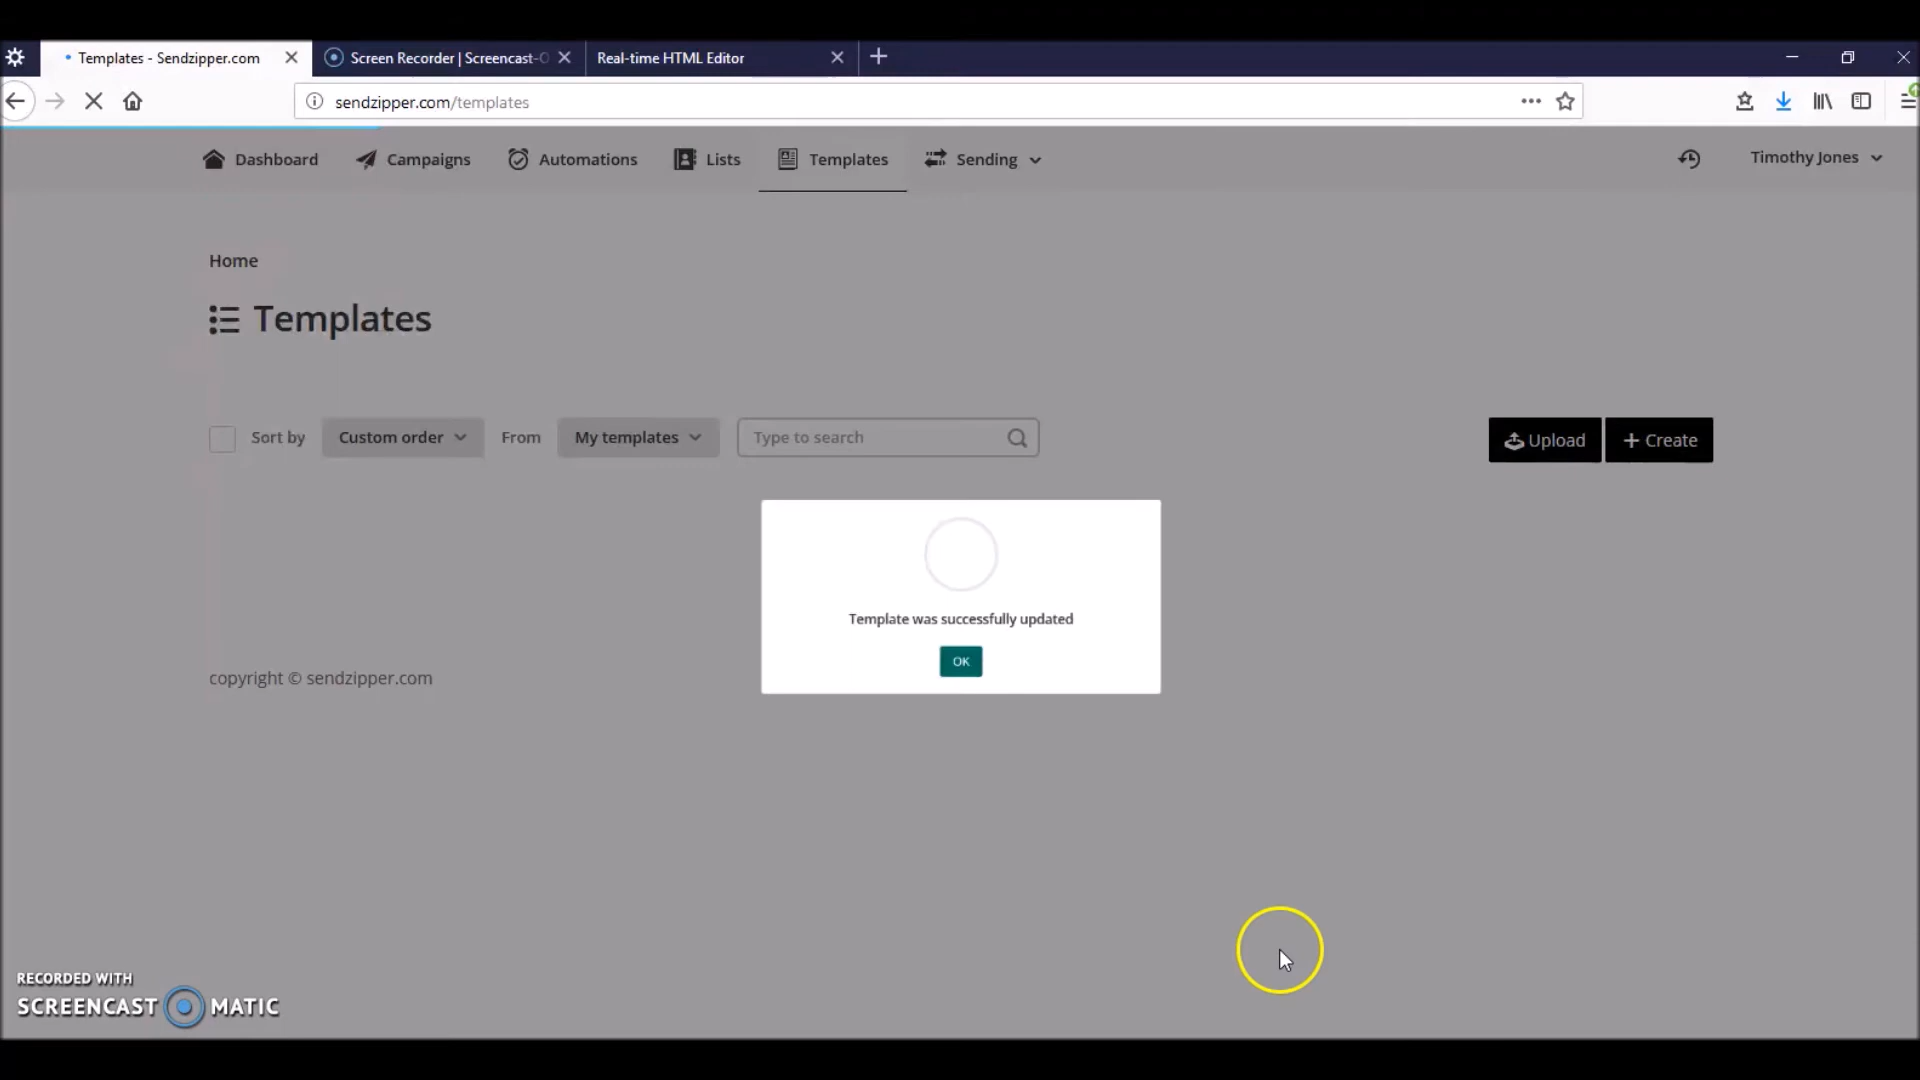 Templates - Sendzipper.com
Screen Recorder | Screencast-O
Real-time HTML Editor
sendzipper.com/templates
Dashboard
Campaigns
Automations
Lists
Templates
Sending
Timothy Jones
Home
Templates
Sort by
Custom order
From
My templates
Type to search
Upload
+ Create
Template was successfully updated
OK
copyright © sendzipper.com
RECORDED WITH
SCREENCAST MATIC